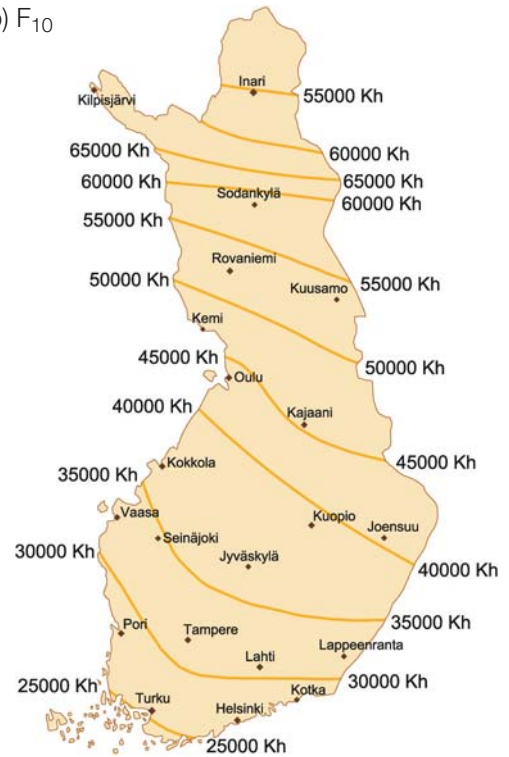 ) F10
Inari
Kilpisjärvi
55000 Kh
65000 Kh
60000 Kh
60000 Kh
65000 Kh
Sodankylä
60000 Kh
55000 Kh
Rovaniemi
50000 Kh
Kuusamo
55000 Kh
Kemi
45000 Kh
50000 Kh
Oulu
40000 Kh
Kajaani
Kokkola
45000 Kh
35000 Kh
Vaasa
Kuopio
Joensuu
Seinäjoki
30000 Kh
Jyväskylä
40000 Kh
35000 Kh
Pori
Tampere
Lappeenranta
Lahti
30000 Kh
25000 Kh
Turku
Kotka
Helsinki
25000 Kh